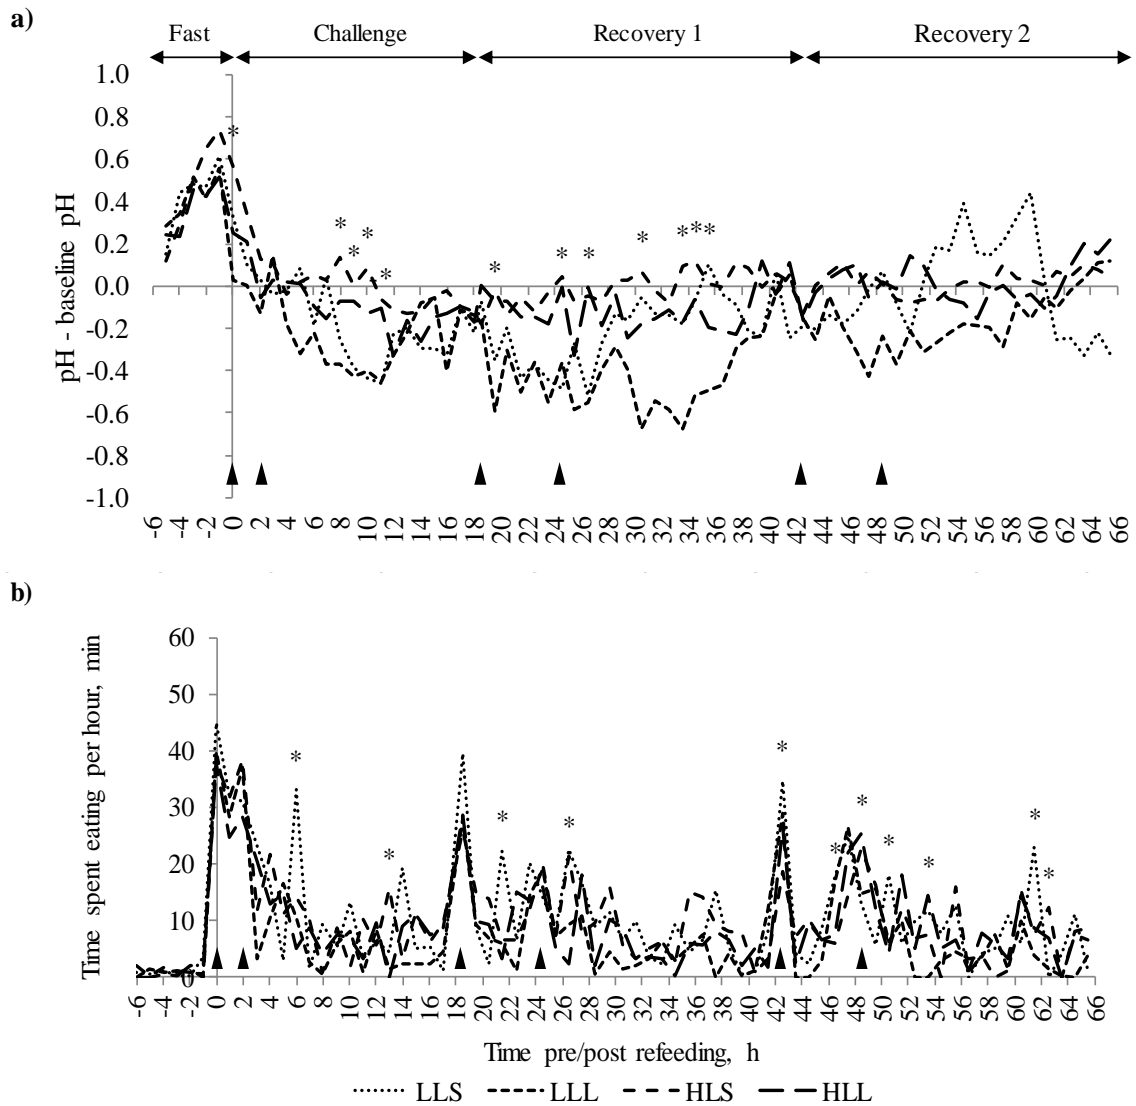 a)
Fast Challenge Recovery 1 Recovery 2
1.0
0.8
0.6
0.4
0.2
0.0
-0.2
-0.4
-0.6
-0.8
-1.0
pH - baseline pH
* * * * * * * * * * * *
-6 -4 -2 0 2 4 6 8 10 12 14 16 18 20 22 24 26 28 30 32 34 36 38 40 42 44 46 48 50 52 54 56 58 60 62 64 66
b)
60
50
40
30
20
10
0
Time spent eating per hour, min
* * * * * * * * * * *
-6 -4 -2 0 2 4 6 8 10 12 14 16 18 20 22 24 26 28 30 32 34 36 38 40 42 44 46 48 50 52 54 56 58 60 62 64 66
Time pre/post refeeding, h
LLS LLL HLS HLL